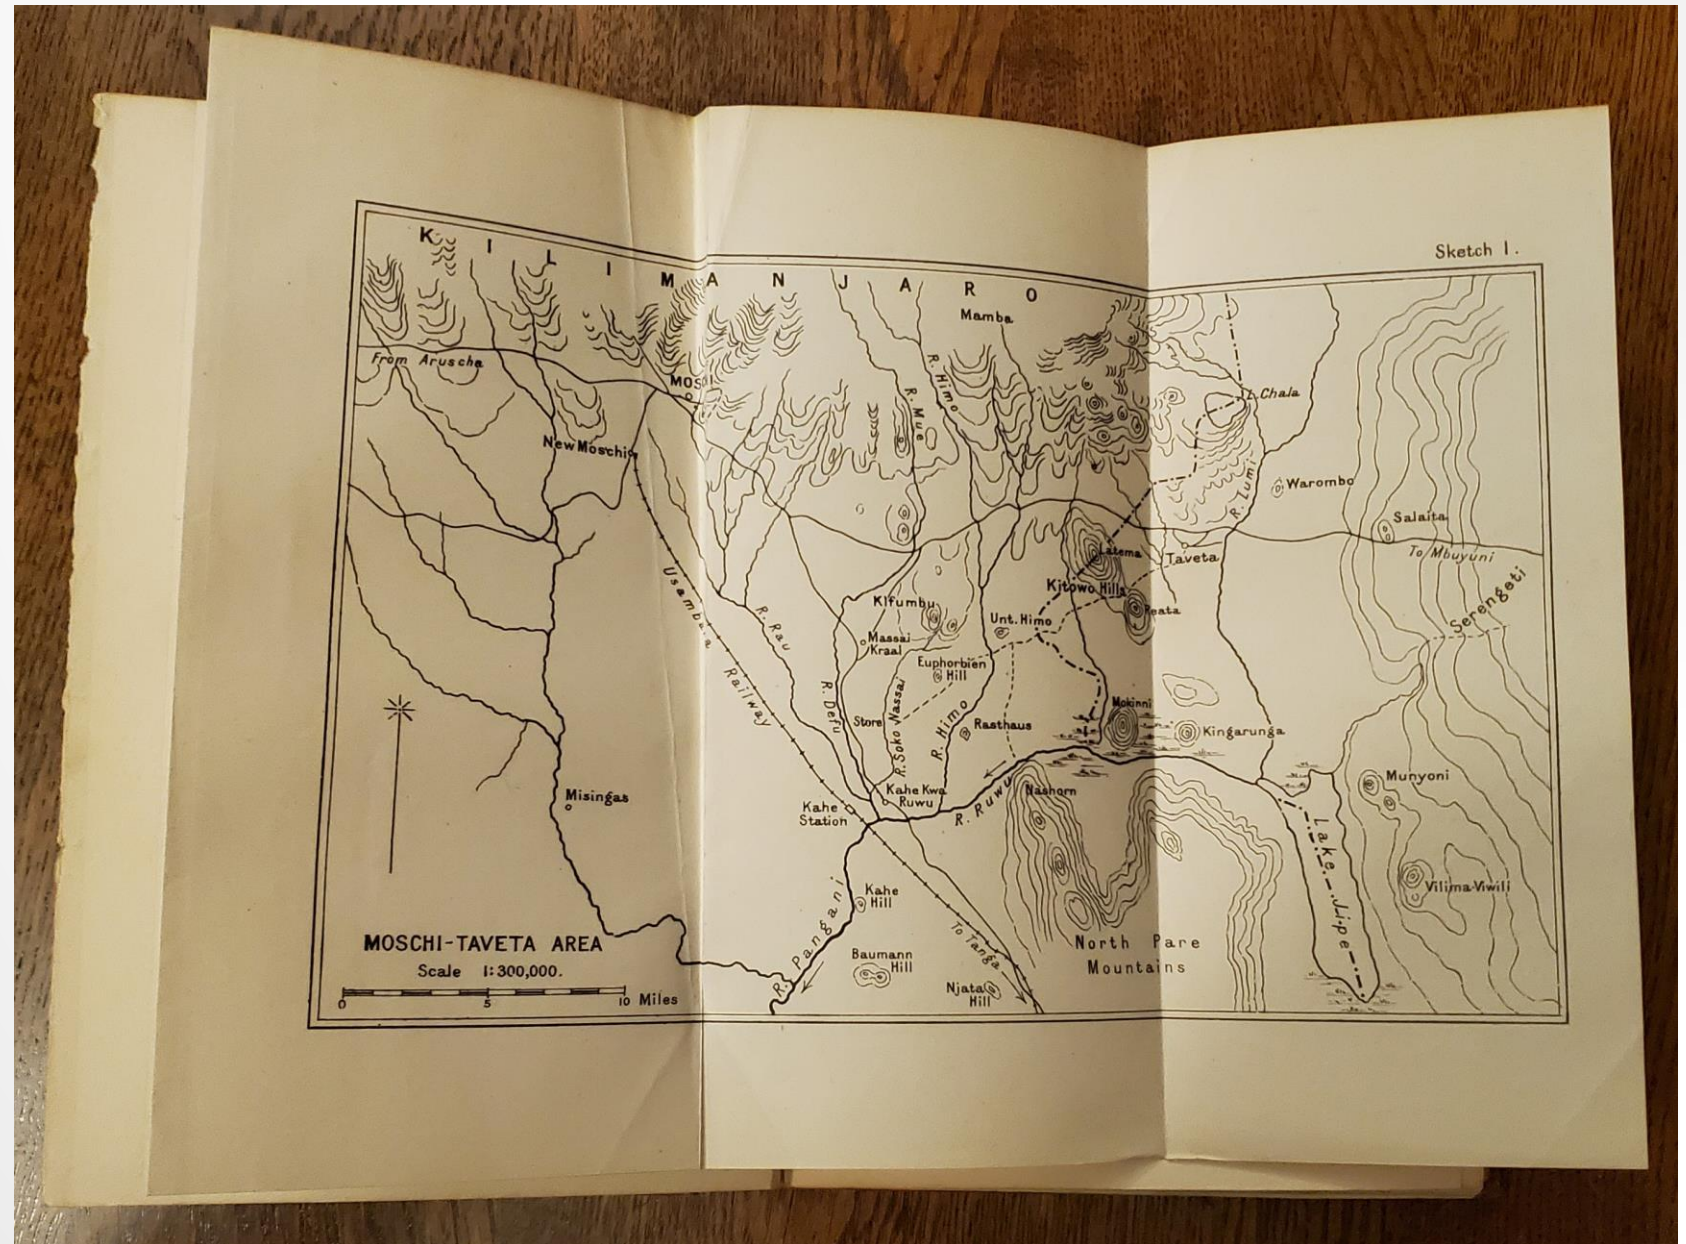 Sketch 1.
KILIMANJARO
Mamba
From Aruscha
MOSCHI
R. Himo
R. Mue
L. Chala
New Moschi
R. Lumi
Warombo
Salaita
To Mbuyuni
Latema
Taveta
Usambara Railway
Kitowo Hills
Serengeti
R. Rau
Kifumbu
Reata
Unt. Himo
Massai
Kraal
Euphorbien
Hill
R. Defu
R. Soko Nassai
Store
R. Himo
Rasthaus
Mokinni
Kingarunga
Misingas
Kahe
Station
Kahe Kwa
Ruwu
R. Ruwu
Nashorn
Munyoni
Lake Jipe
Vilima-Viwili
Kahe
Hill
R. Pangani
To Tanga
North Pare
Mountains
Baumann
Hill
Njata
Hill
MOSCHI-TAVETA AREA
Scale 1:300,000.
0 5 10 Miles